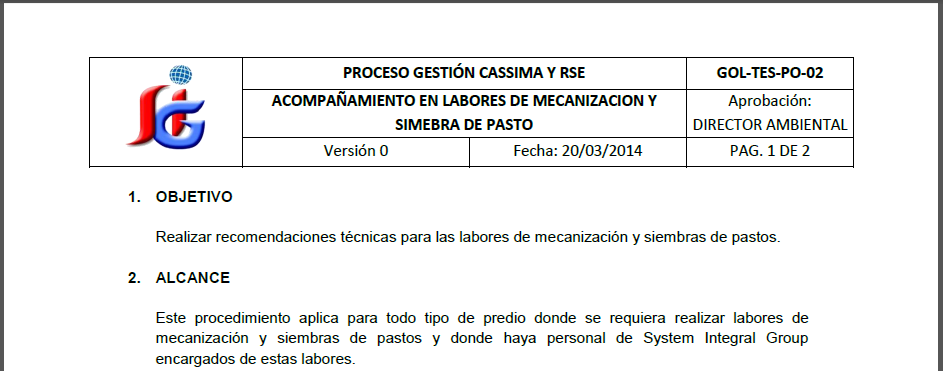 PROCESO GESTIÓN CASSIMA Y RSE
GOL-TES-PO-02
ACOMPAÑAMIENTO EN LABORES DE MECANIZACION Y
SIMEBRA DE PASTO
Aprobación:
DIRECTOR AMBIENTAL
Versión 0
Fecha: 20/03/2014
PAG. 1 DE 2
1. OBJETIVO
Realizar recomendaciones técnicas para las labores de mecanización y siembras de pastos.
2. ALCANCE
Este procedimiento aplica para todo tipo de predio donde se requiera realizar labores de
mecanización y siembras de pastos y donde haya personal de System Integral Group
encargados de estas labores.